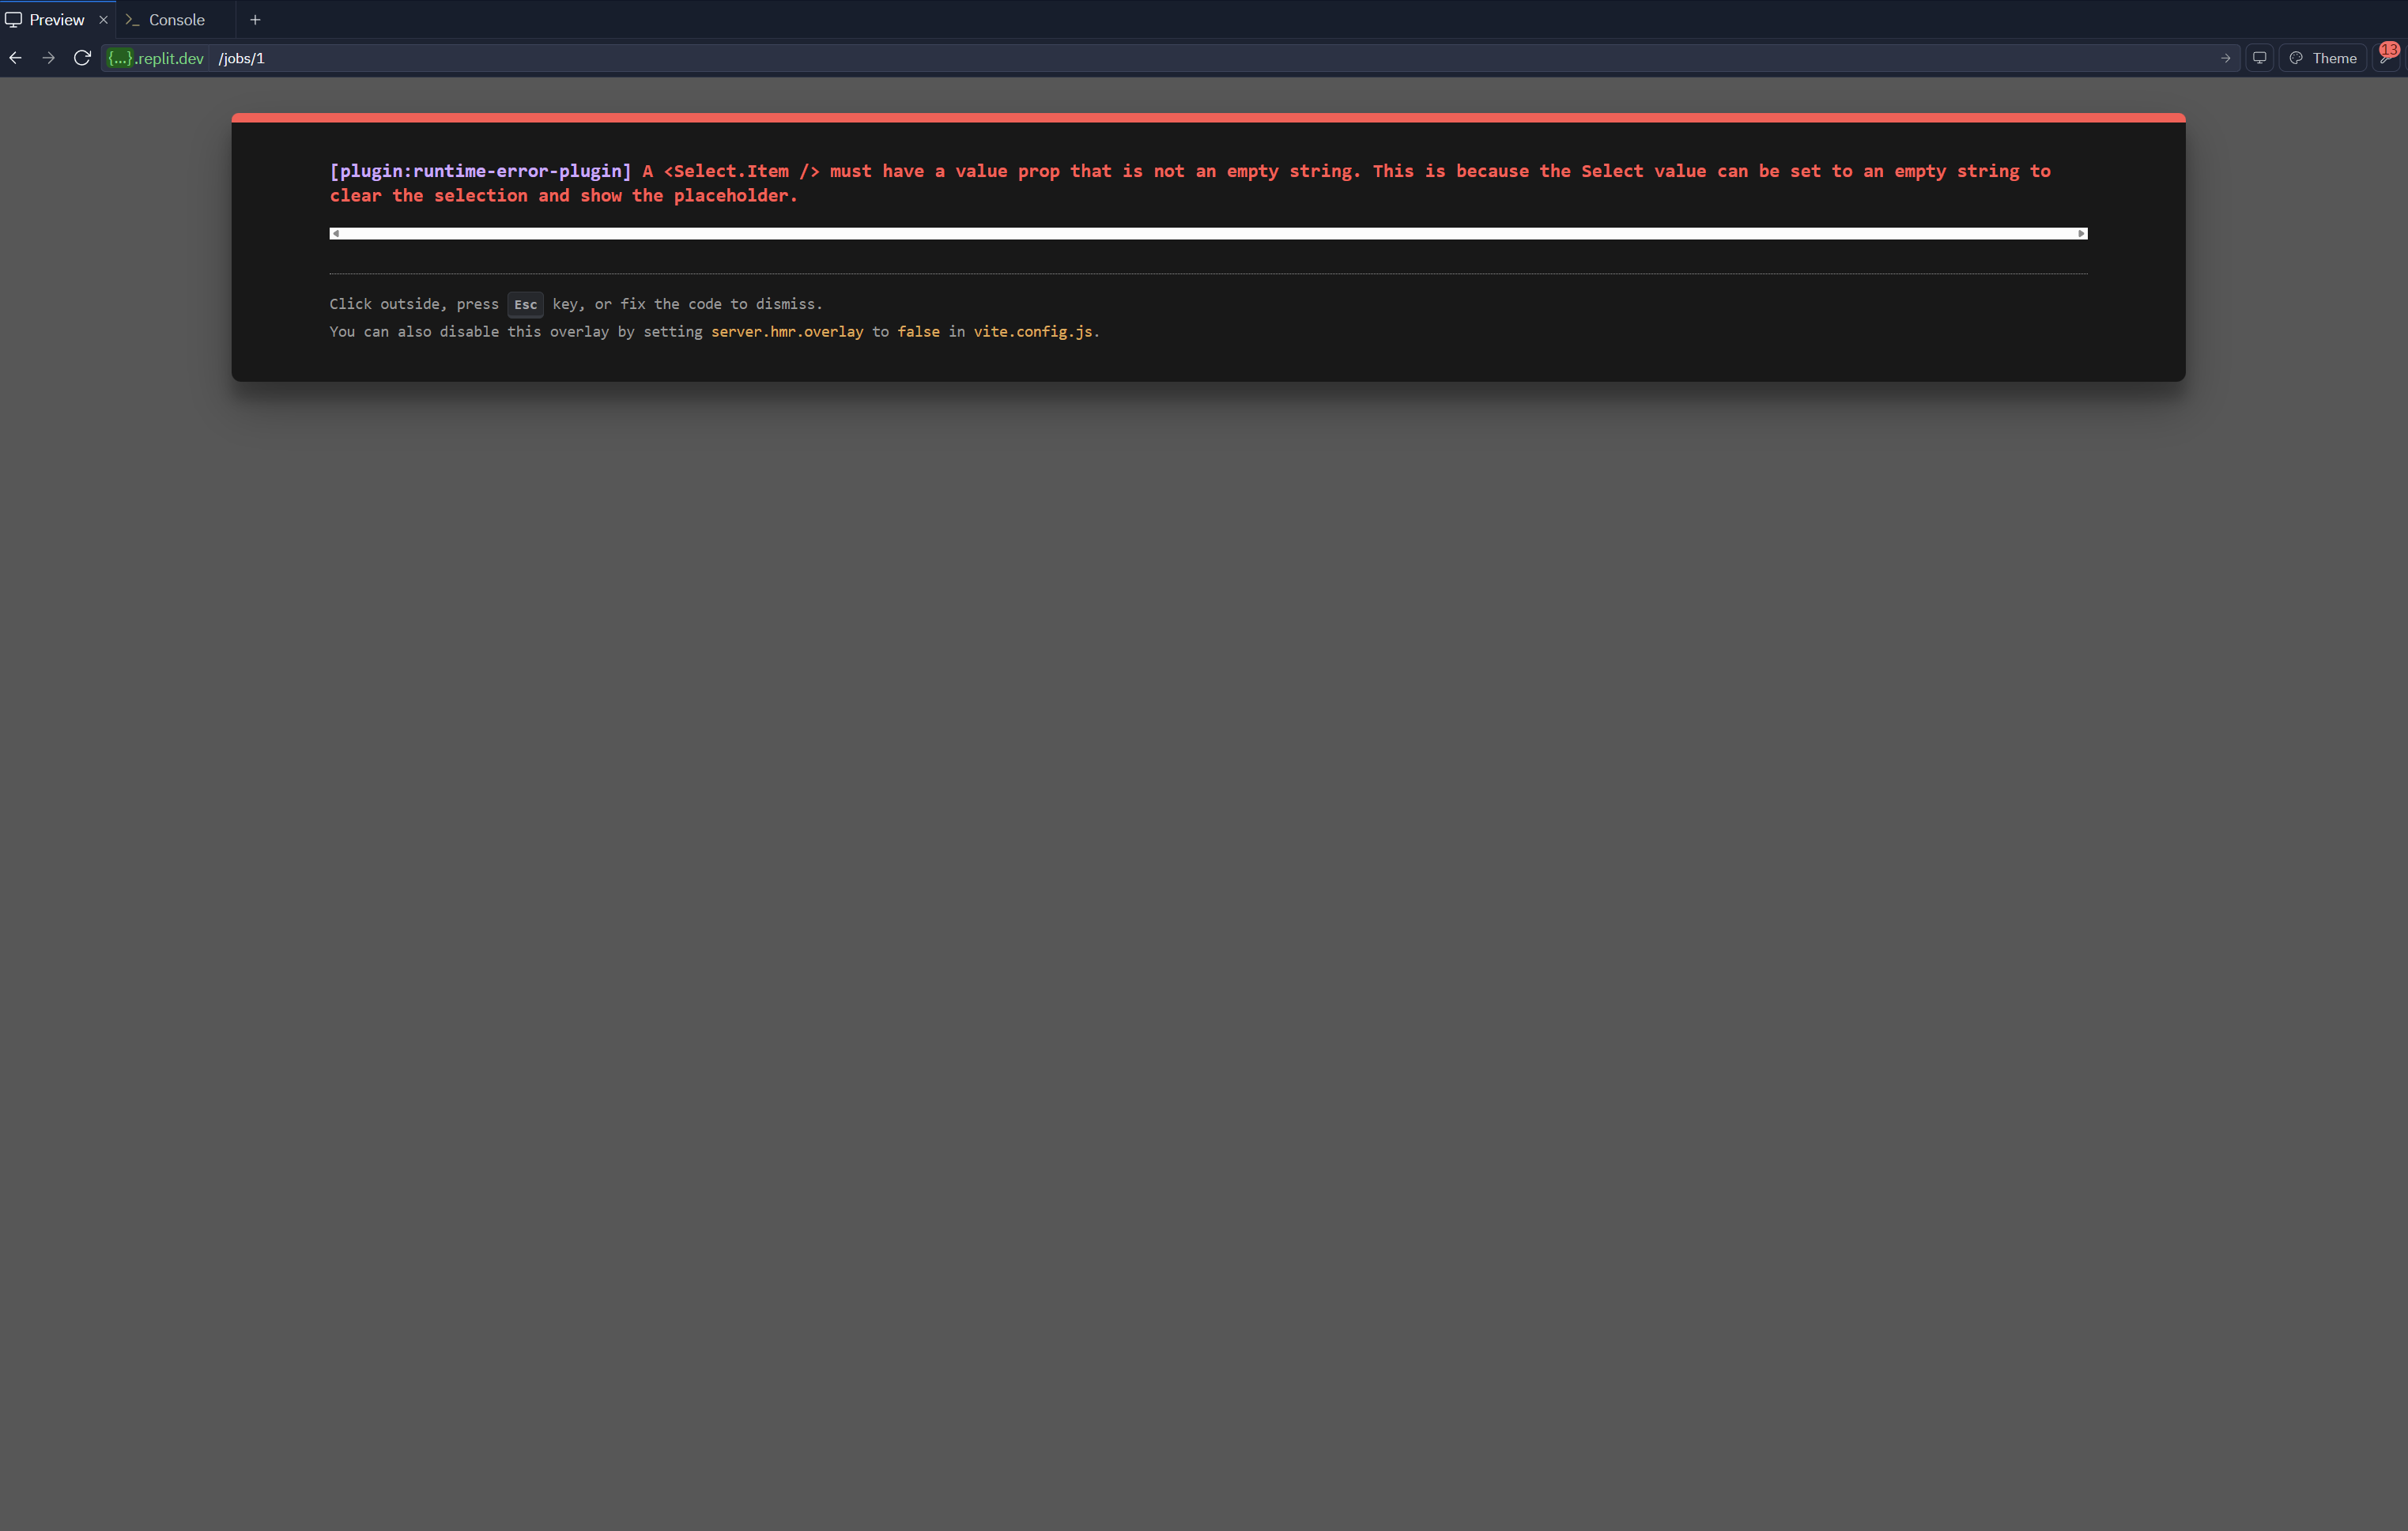 Preview × >_ Console +
{...}.replit.dev /jobs/1 Theme 13
[plugin:runtime-error-plugin] A <Select.Item /> must have a value prop that is not an empty string. This is because the Select value can be set to an empty string to
clear the selection and show the placeholder.
Click outside, press Esc key, or fix the code to dismiss.
You can also disable this overlay by setting server.hmr.overlay to false in vite.config.js.